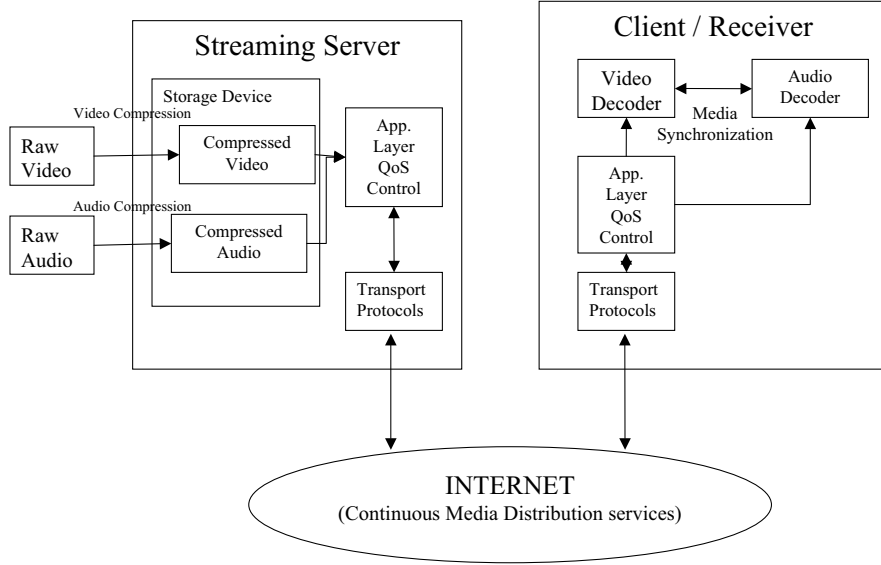 Streaming Server
Storage Device
Video Compression
Raw
Video
Compressed
Video
App.
Layer
QoS
Control
Audio Compression
Raw
Audio
Compressed
Audio
Transport
Protocols
Client / Receiver
Video
Decoder
Audio
Decoder
Media
Synchronization
App.
Layer
QoS
Control
Transport
Protocols
INTERNET
(Continuous Media Distribution services)